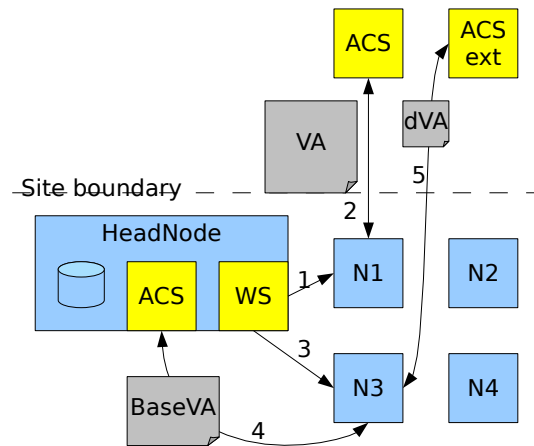 ACS
ACS
ext
VA
dVA
5
Site boundary
2
HeadNode
ACS
WS
1
N1
N2
3
BaseVA
4
N3
N4